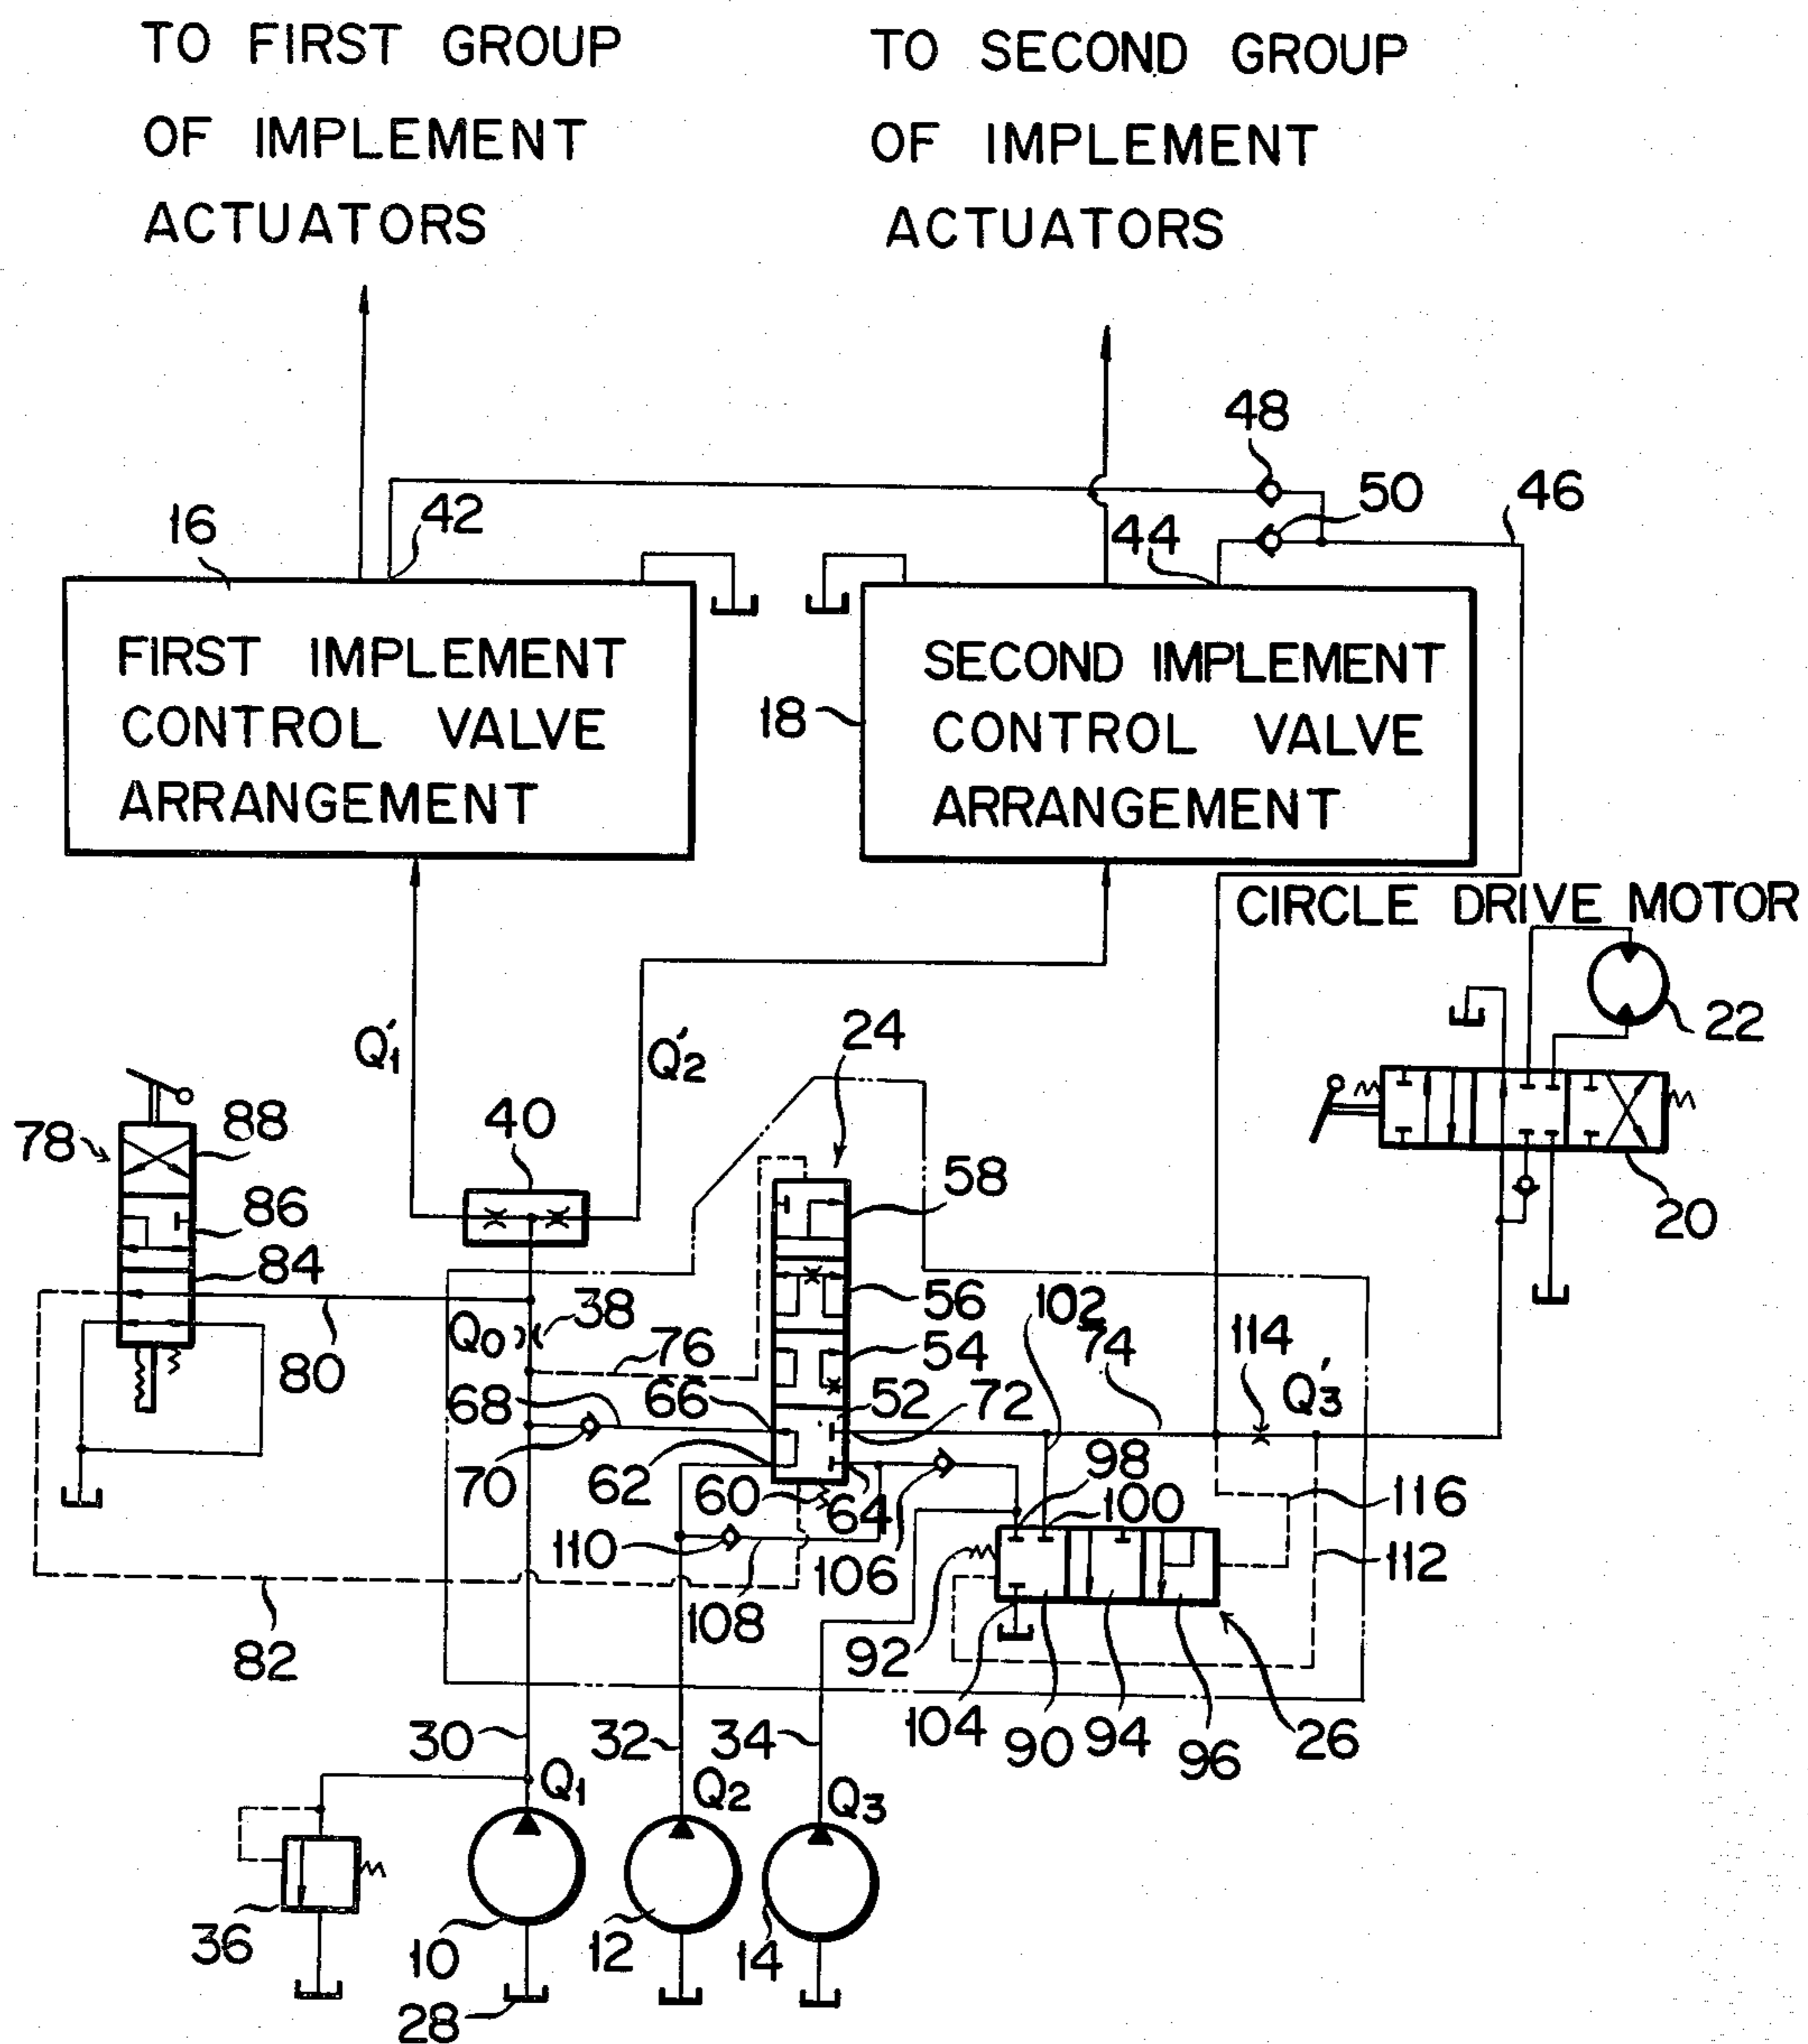 TO FIRST GROUP
OF IMPLEMENT
ACTUATORS
TO SECOND GROUP
OF IMPLEMENT
ACTUATORS
48
50
46
16
42
44
FIRST IMPLEMENT
CONTROL VALVE
ARRANGEMENT
18
SECOND IMPLEMENT
CONTROL VALVE
ARRANGEMENT
CIRCLE DRIVE MOTOR
22
20
Q'1
Q'2
24
40
58
78
88
86
84
56
54
52
72
102
74
114
Q'3
Q0
38
76
80
68
66
70
62
60
64
98
100
116
110
106
112
108
92
82
104
90
94
96
26
30
32
34
Q1
Q2
Q3
36
10
12
14
28